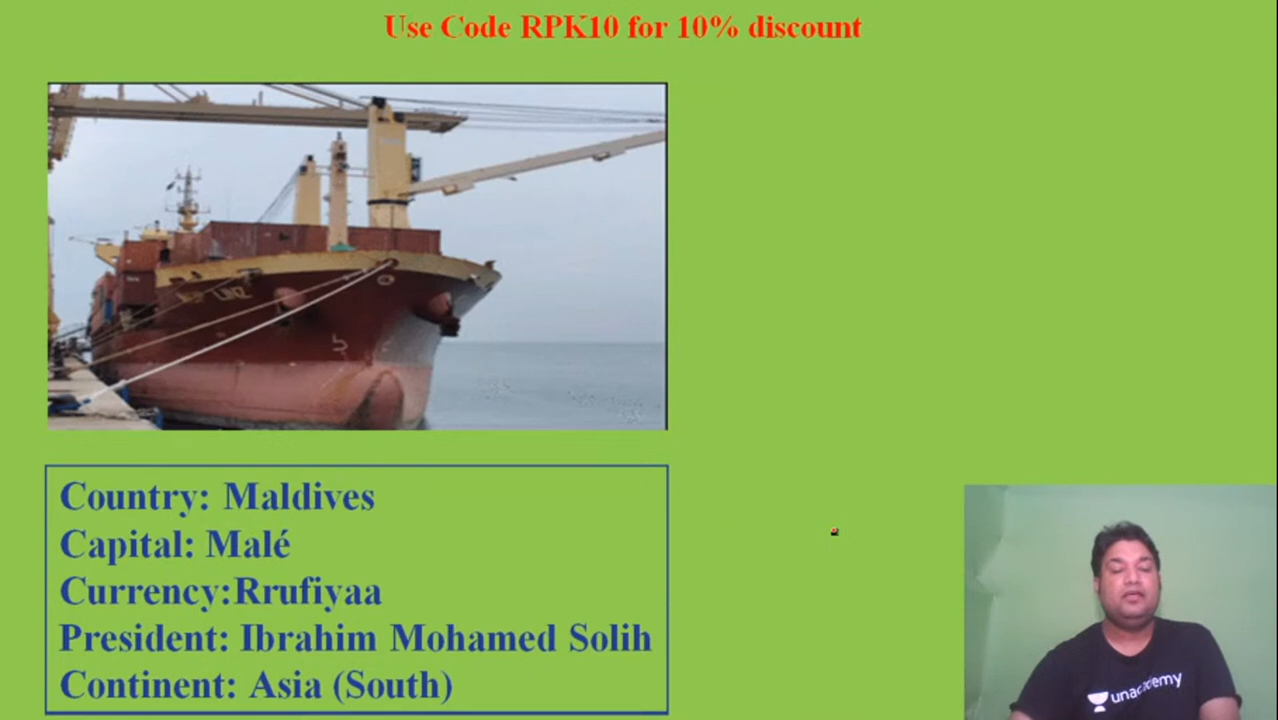 Use Code RPK10 for 10% discount
Country: Maldives
Capital: Malé
Currency:Rrufiyaa
President: Ibrahim Mohamed Solih
Continent: Asia (South)
unacademy